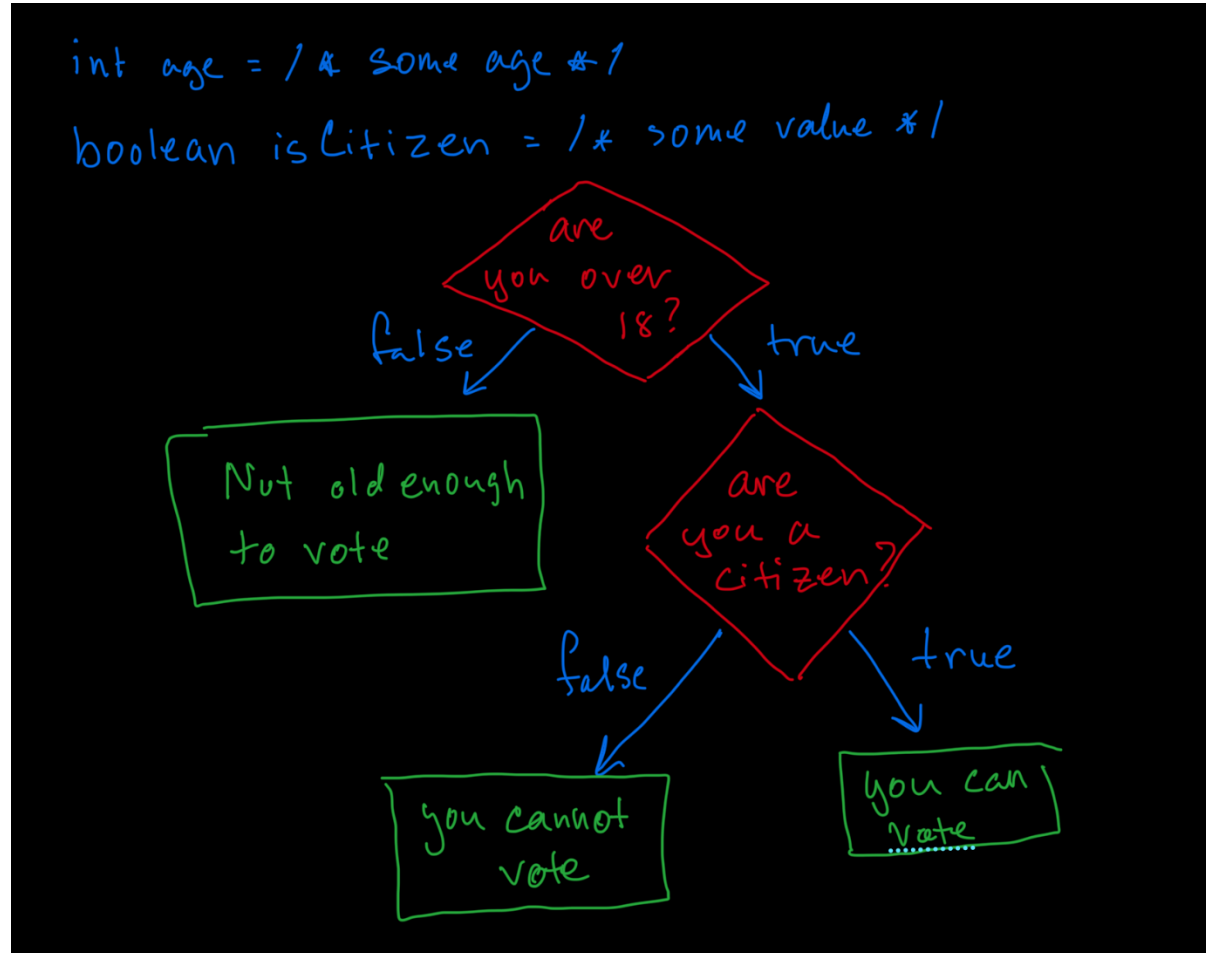 int age = /* some age */
boolean isCitizen = /* some value */
are
you over
18?
false
true
Not old enough
to vote
are
you a
citizen?
false
true
you cannot
vote
you can
vote